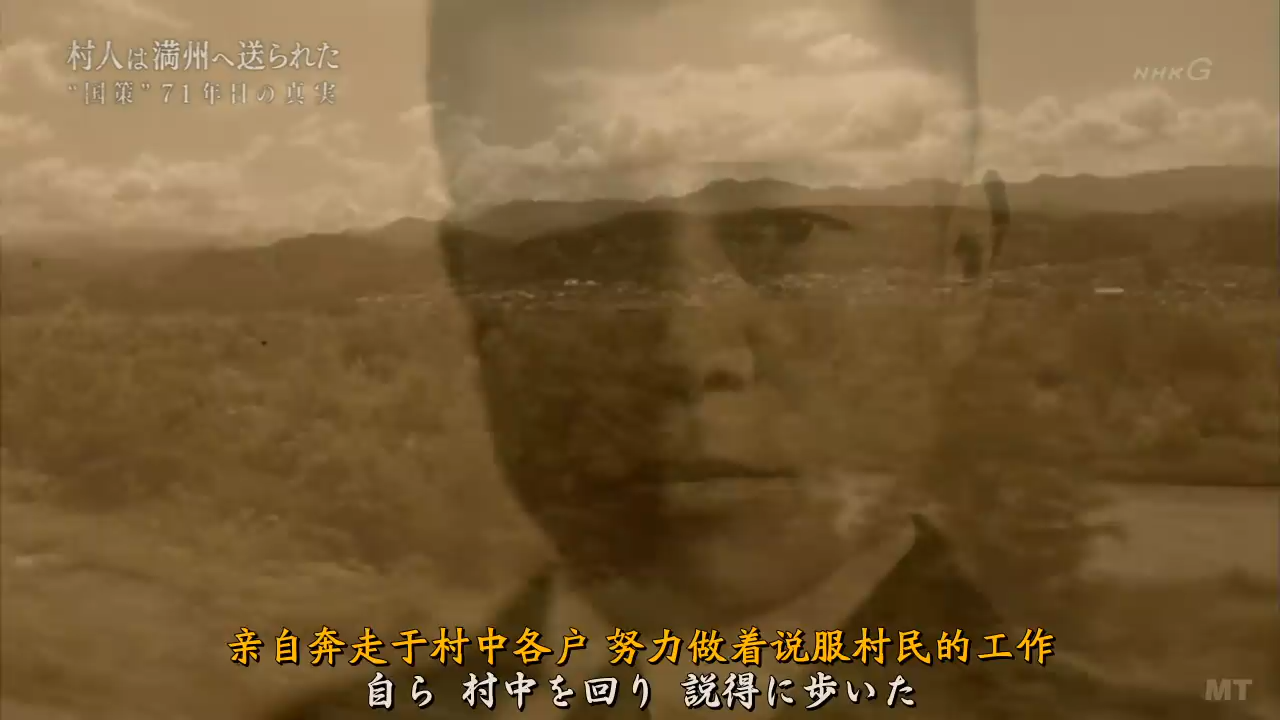 村人は満州へ送られた
NHK G
“国策”71年目の真実
亲自奔走于村中各户 努力做着说服村民的工作
自ら 村中を回り 説得に歩いた
MT